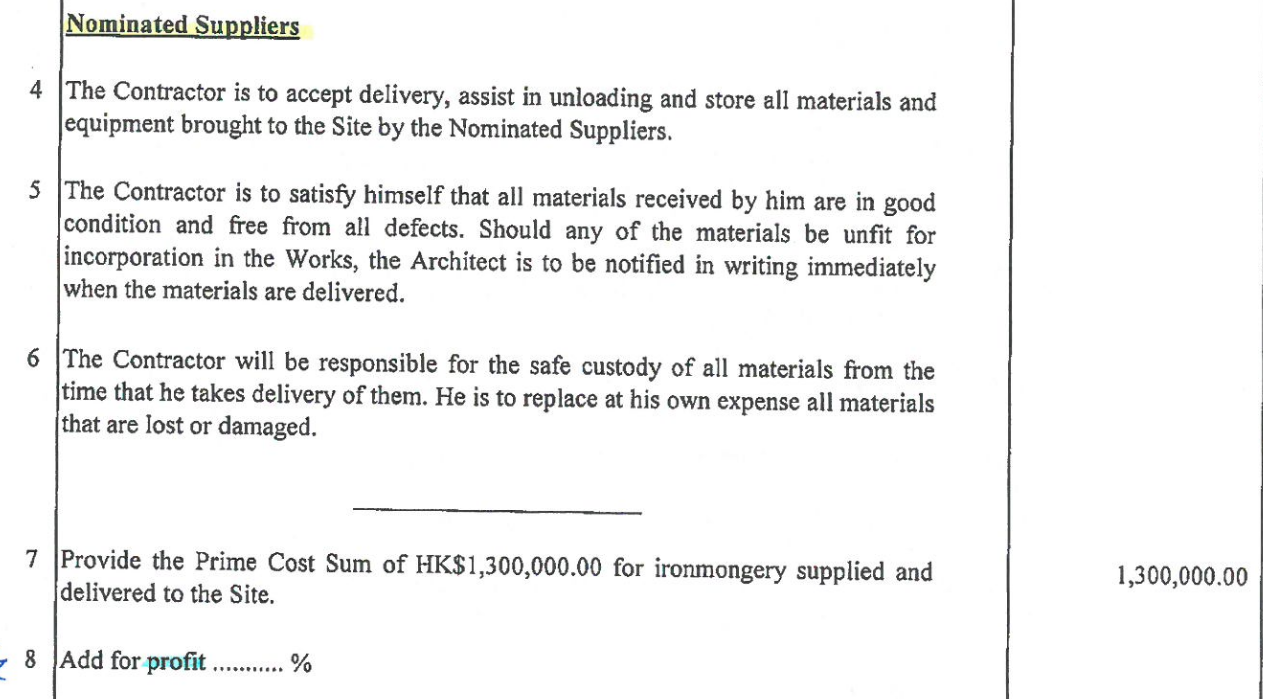 Nominated Suppliers
4 The Contractor is to accept delivery, assist in unloading and store all materials and
equipment brought to the Site by the Nominated Suppliers.
5 The Contractor is to satisfy himself that all materials received by him are in good
condition and free from all defects. Should any of the materials be unfit for
incorporation in the Works, the Architect is to be notified in writing immediately
when the materials are delivered.
6 The Contractor will be responsible for the safe custody of all materials from the
time that he takes delivery of them. He is to replace at his own expense all materials
that are lost or damaged.
7 Provide the Prime Cost Sum of HK$1,300,000.00 for ironmongery supplied and 1,300,000.00
delivered to the Site.
8 Add for profit ........... %